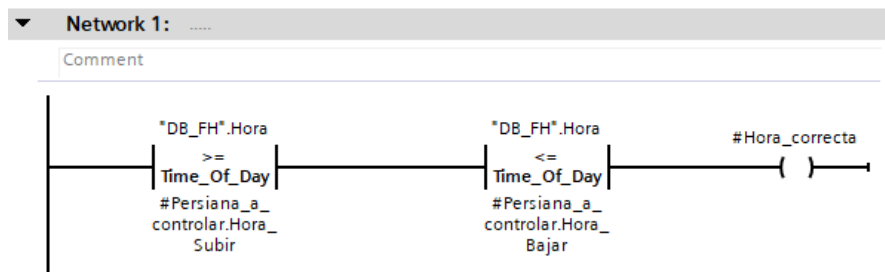 Network 1: .....
Comment
"DB_FH".Hora
>=
Time_Of_Day
#Persiana_a_
controlar.Hora_
Subir
"DB_FH".Hora
<=
Time_Of_Day
#Persiana_a_
controlar.Hora_
Bajar
#Hora_correcta
( )